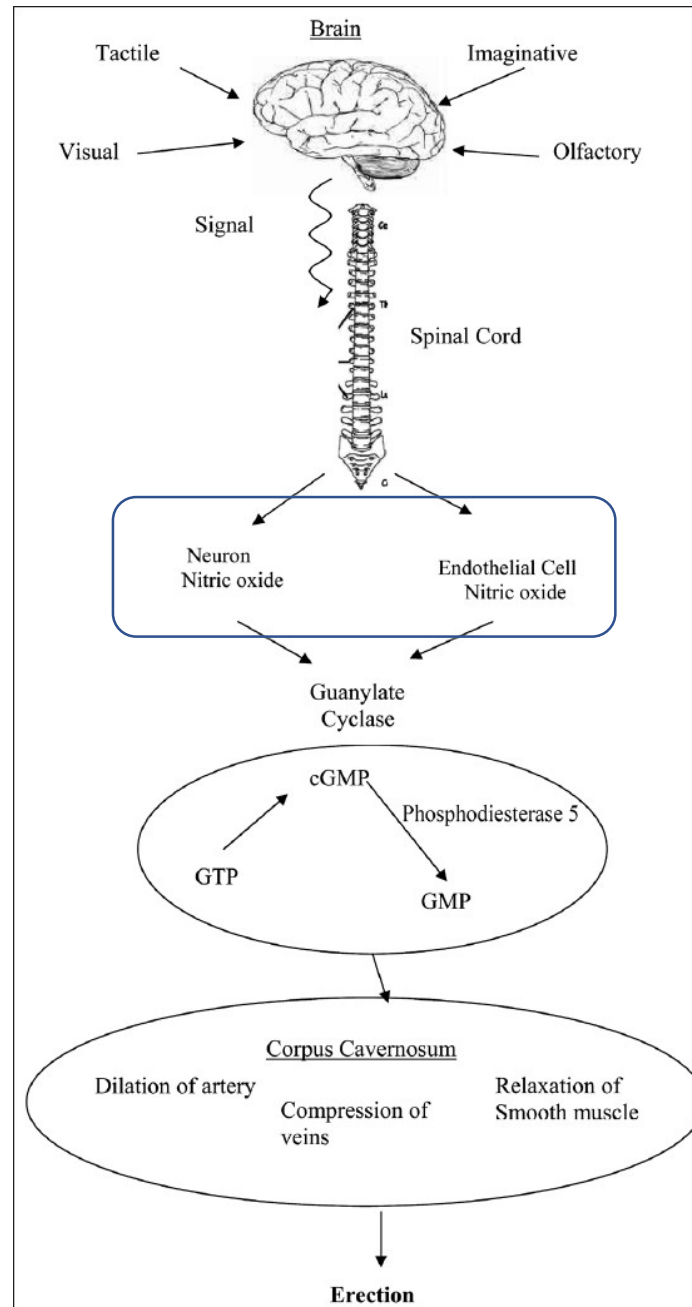 Brain
Tactile
Imaginative
Visual
Olfactory
Signal
Spinal Cord
Neuron
Nitric oxide
Endothelial Cell
Nitric oxide
Guanylate
Cyclase
cGMP
Phosphodiesterase 5
GTP
GMP
Corpus Cavernosum
Dilation of artery
Relaxation of
Smooth muscle
Compression of
veins
Erection